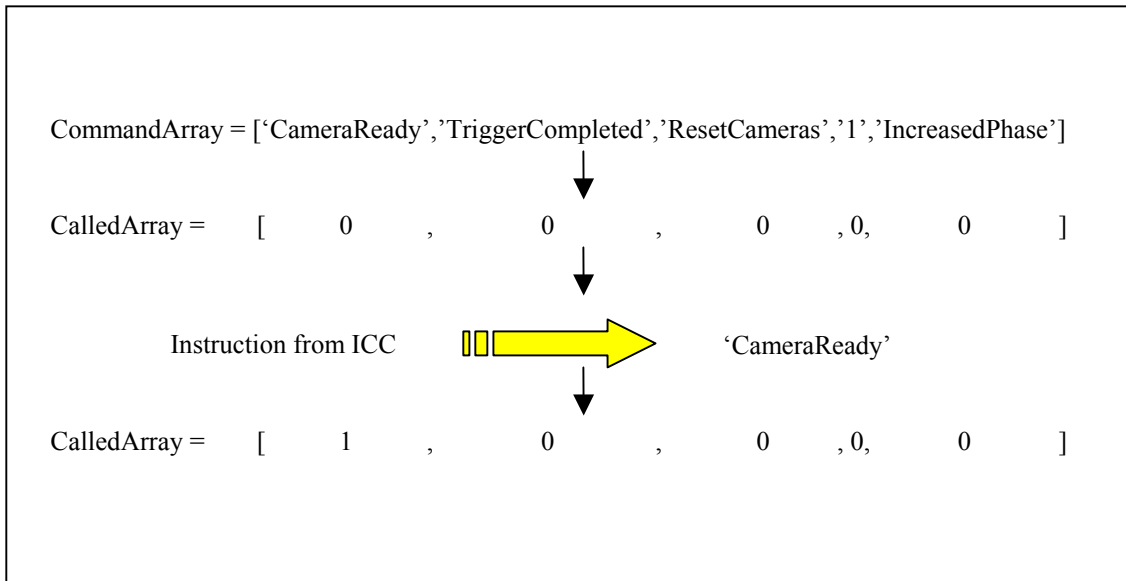 CommandArray = [‘CameraReady’,’TriggerCompleted’,’ResetCameras’,’1’,’IncreasedPhase’]
CalledArray = [ 0 , 0 , 0 , 0, 0 ]
Instruction from ICC ‘CameraReady’
CalledArray = [ 1 , 0 , 0 , 0, 0 ]